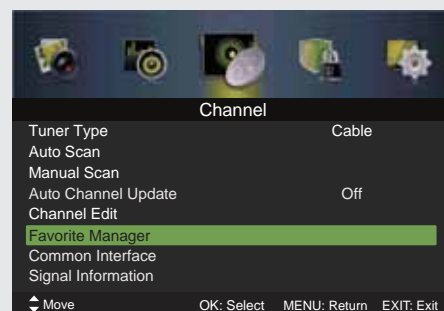 Channel
Tuner Type Cable
Auto Scan
Manual Scan
Auto Channel Update Off
Channel Edit
Favorite Manager
Common Interface
Signal Information
Move OK: Select MENU: Return EXIT: Exit